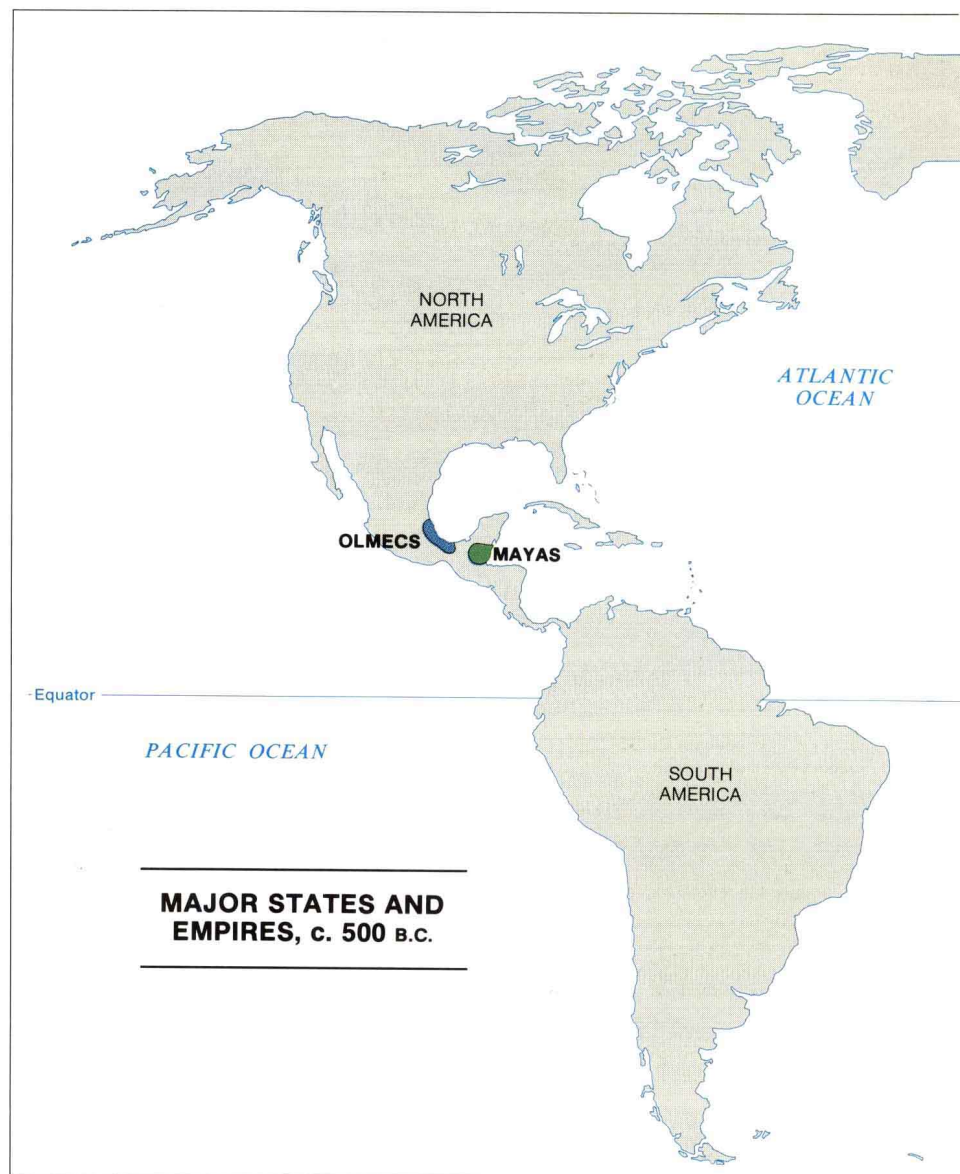 NORTH
AMERICA
ATLANTIC
OCEAN
OLMECS
MAYAS
Equator
PACIFIC OCEAN
SOUTH
AMERICA
MAJOR STATES AND
EMPIRES, c. 500 B.C.